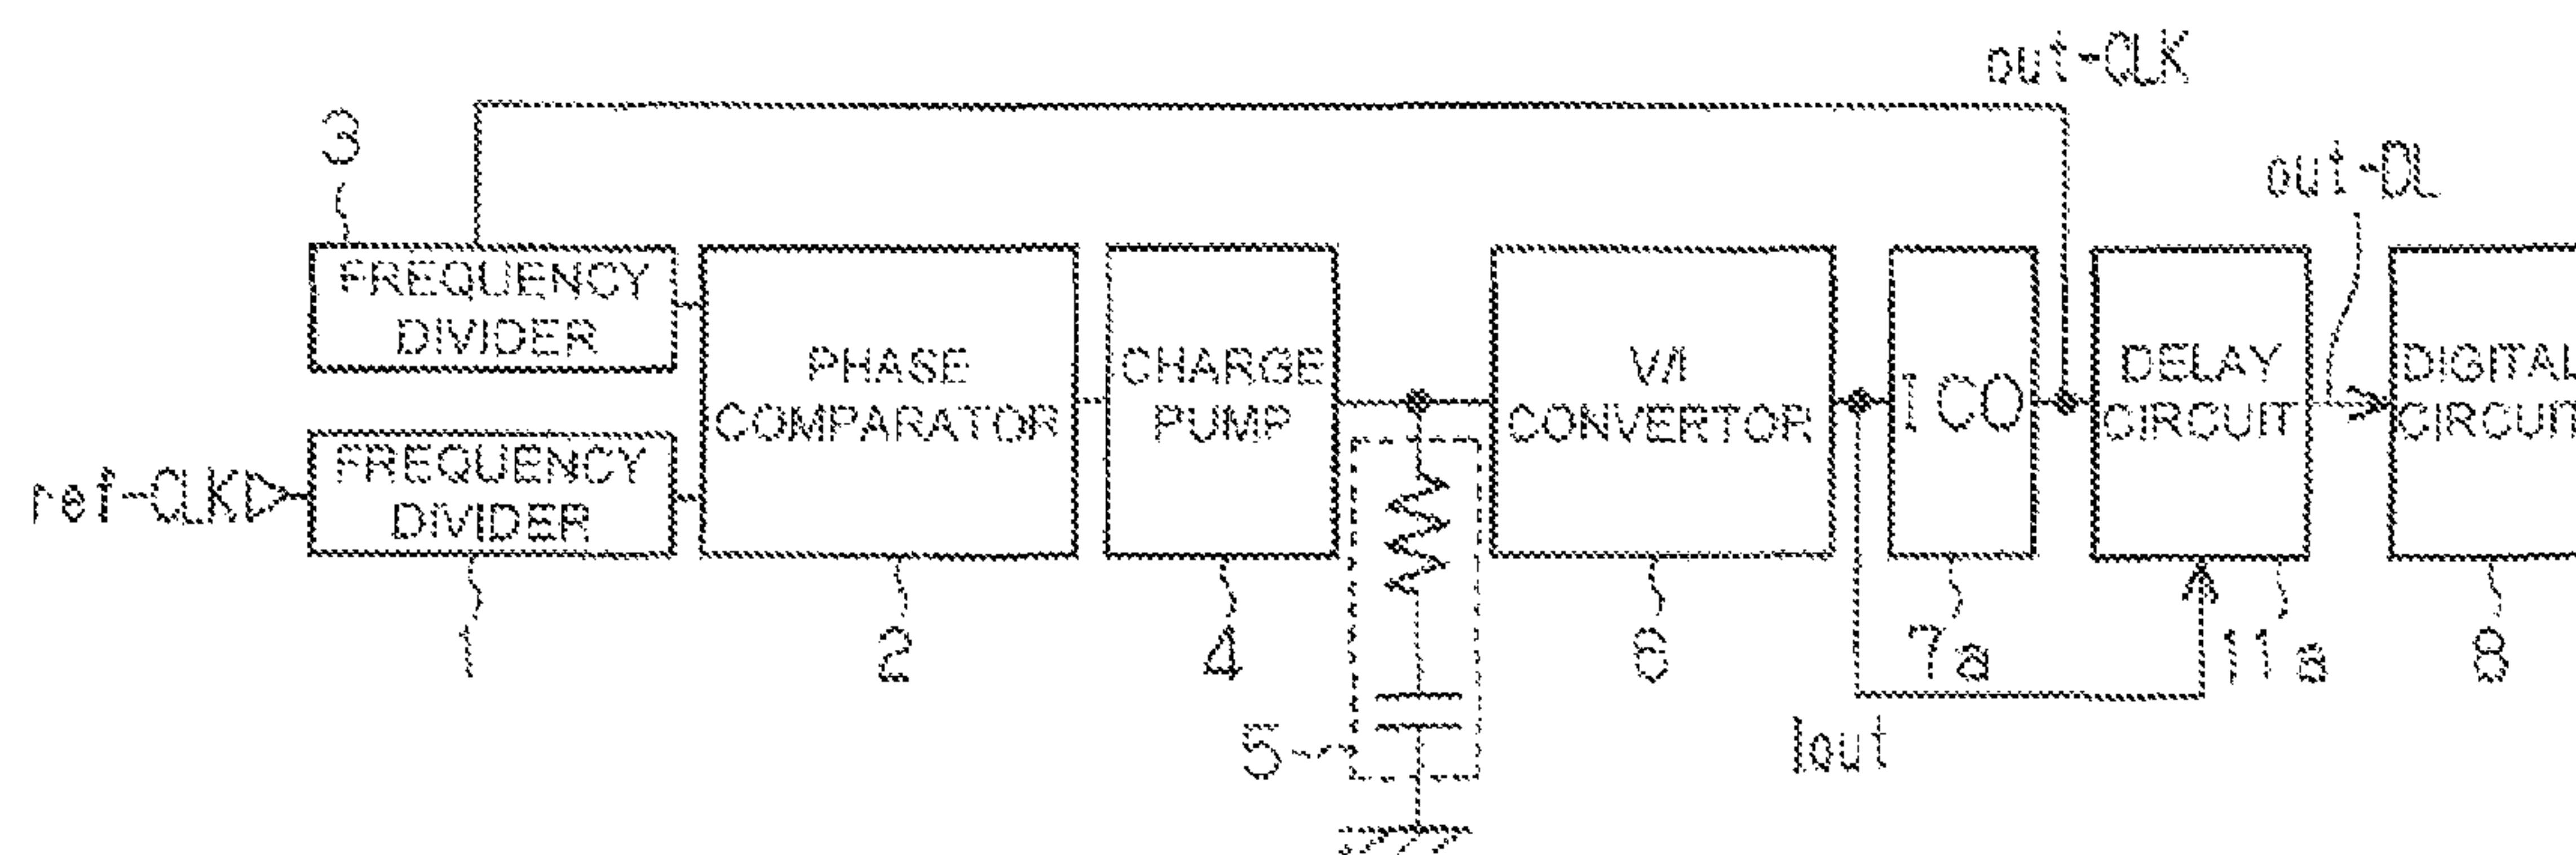 out-CLK
3
out-DL
FREQUENCY
DIVIDER
PHASE
COMPARATOR
CHARGE
PUMP
V/I
CONVERTOR
ICO
DELAY
CIRCUIT
DIGITAL
CIRCUIT
ref-CLK
FREQUENCY
DIVIDER
1
2
4
6
7a
11a
8
5
Iout